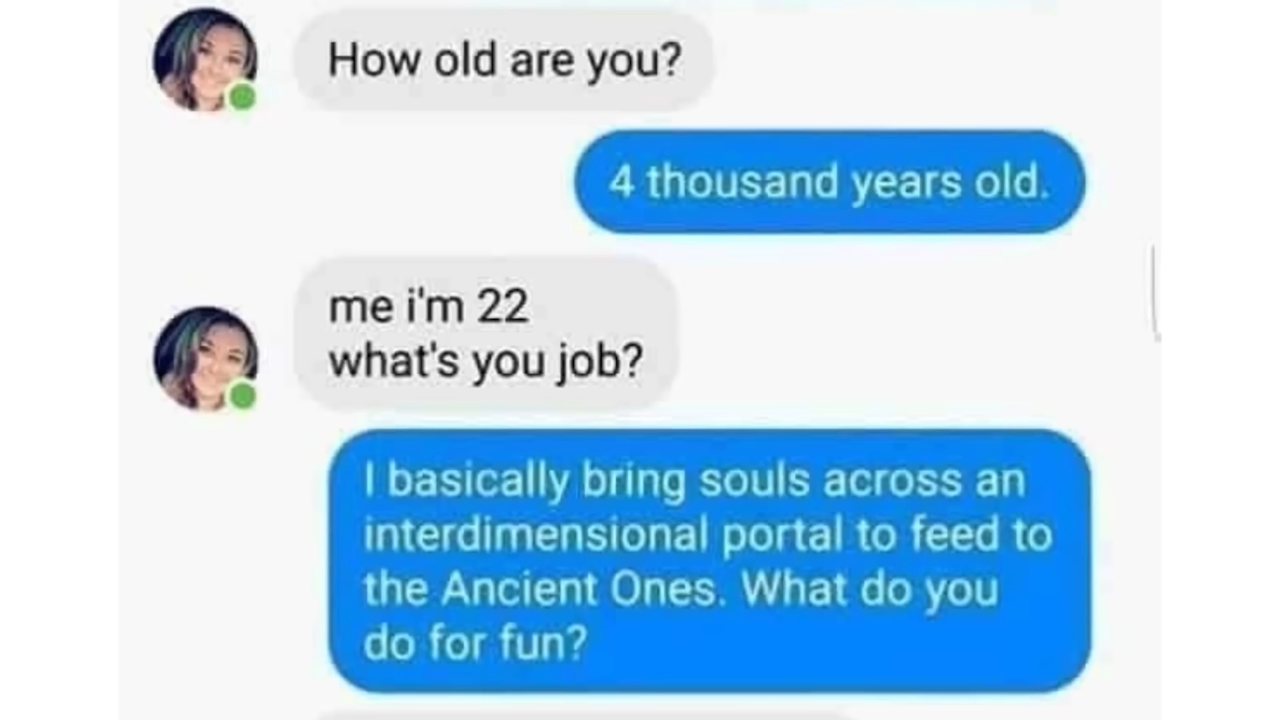 How old are you?
4 thousand years old.
me i'm 22
what's you job?
I basically bring souls across an
interdimensional portal to feed to
the Ancient Ones. What do you
do for fun?